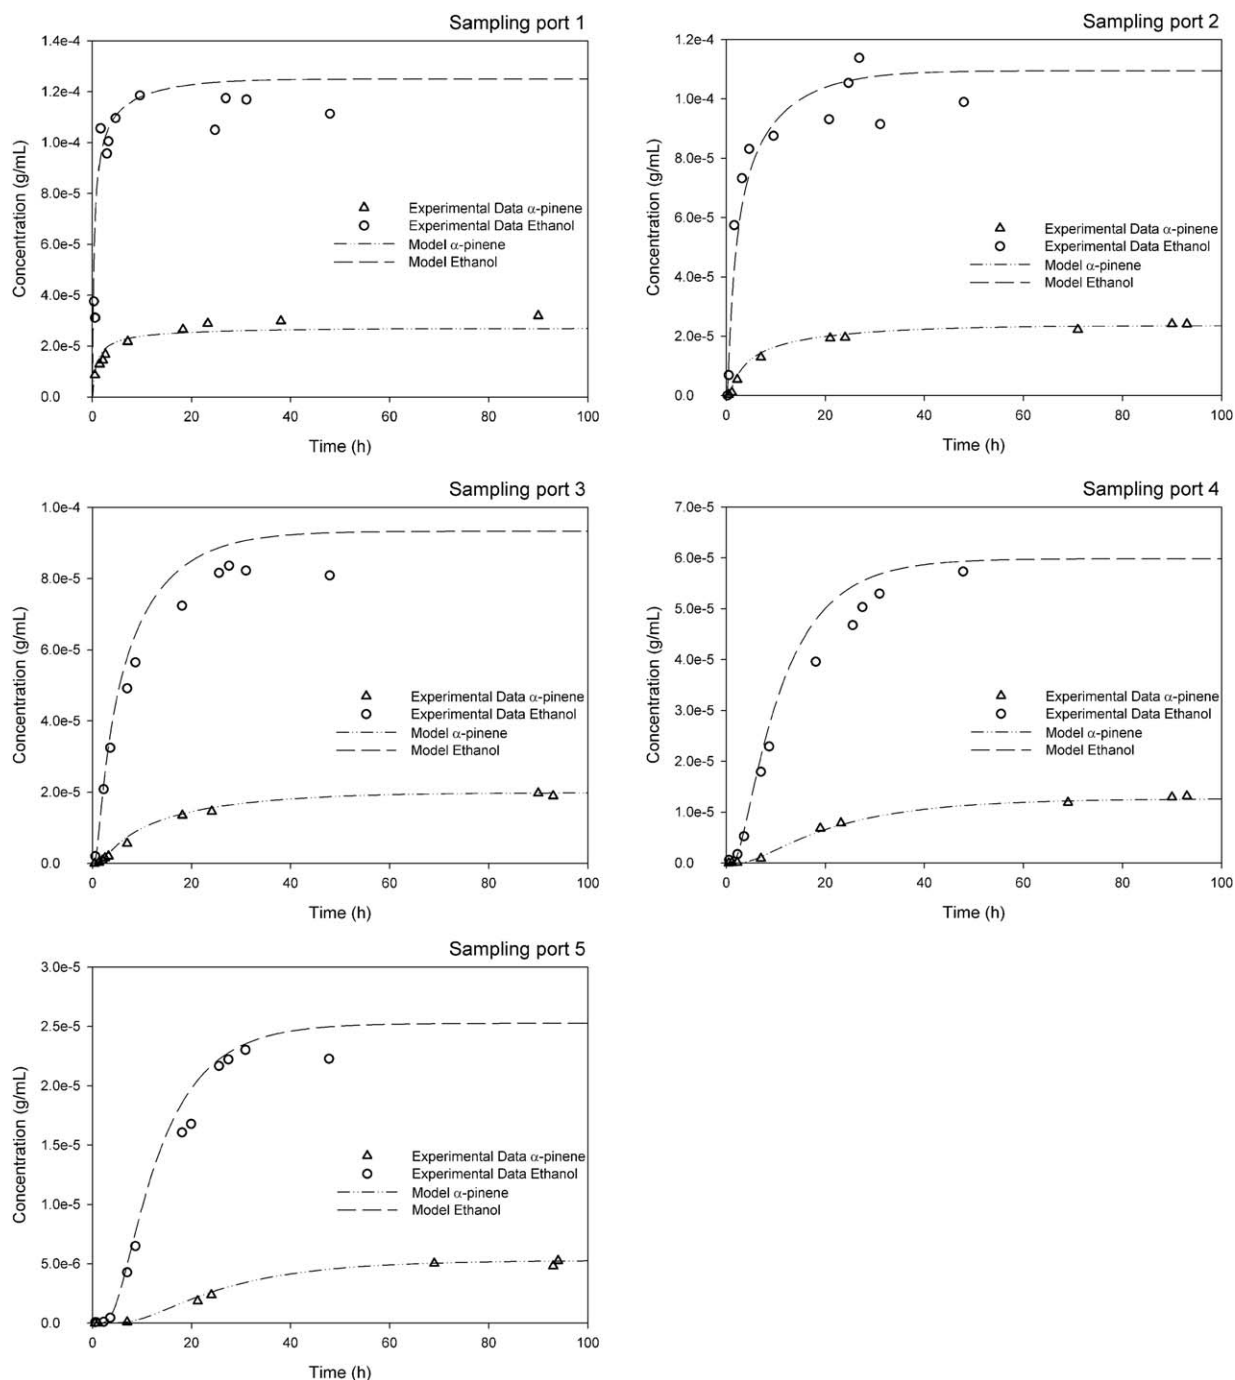 Sampling port 1
1.4e-4
1.2e-4
1.0e-4
8.0e-5
6.0e-5
4.0e-5
2.0e-5
0.0
Concentration (g/mL)
Experimental Data α-pinene
Experimental Data Ethanol
Model α-pinene
Model Ethanol
0 20 40 60 80 100
Time (h)
Sampling port 2
1.2e-4
1.0e-4
8.0e-5
6.0e-5
4.0e-5
2.0e-5
0.0
Concentration (g/mL)
Experimental Data α-pinene
Experimental Data Ethanol
Model α-pinene
Model Ethanol
0 20 40 60 80 100
Time (h)
Sampling port 3
1.0e-4
8.0e-5
6.0e-5
4.0e-5
2.0e-5
0.0
Concentration (g/mL)
Experimental Data α-pinene
Experimental Data Ethanol
Model α-pinene
Model Ethanol
0 20 40 60 80 100
Time (h)
Sampling port 4
7.0e-5
6.0e-5
5.0e-5
4.0e-5
3.0e-5
2.0e-5
1.0e-5
0.0
Concentration (g/mL)
Experimental Data α-pinene
Experimental Data Ethanol
Model α-pinene
Model Ethanol
0 20 40 60 80 100
Time (h)
Sampling port 5
3.0e-5
2.5e-5
2.0e-5
1.5e-5
1.0e-5
5.0e-6
0.0
Concentration (g/mL)
Experimental Data α-pinene
Experimental Data Ethanol
Model α-pinene
Model Ethanol
0 20 40 60 80 100
Time (h)